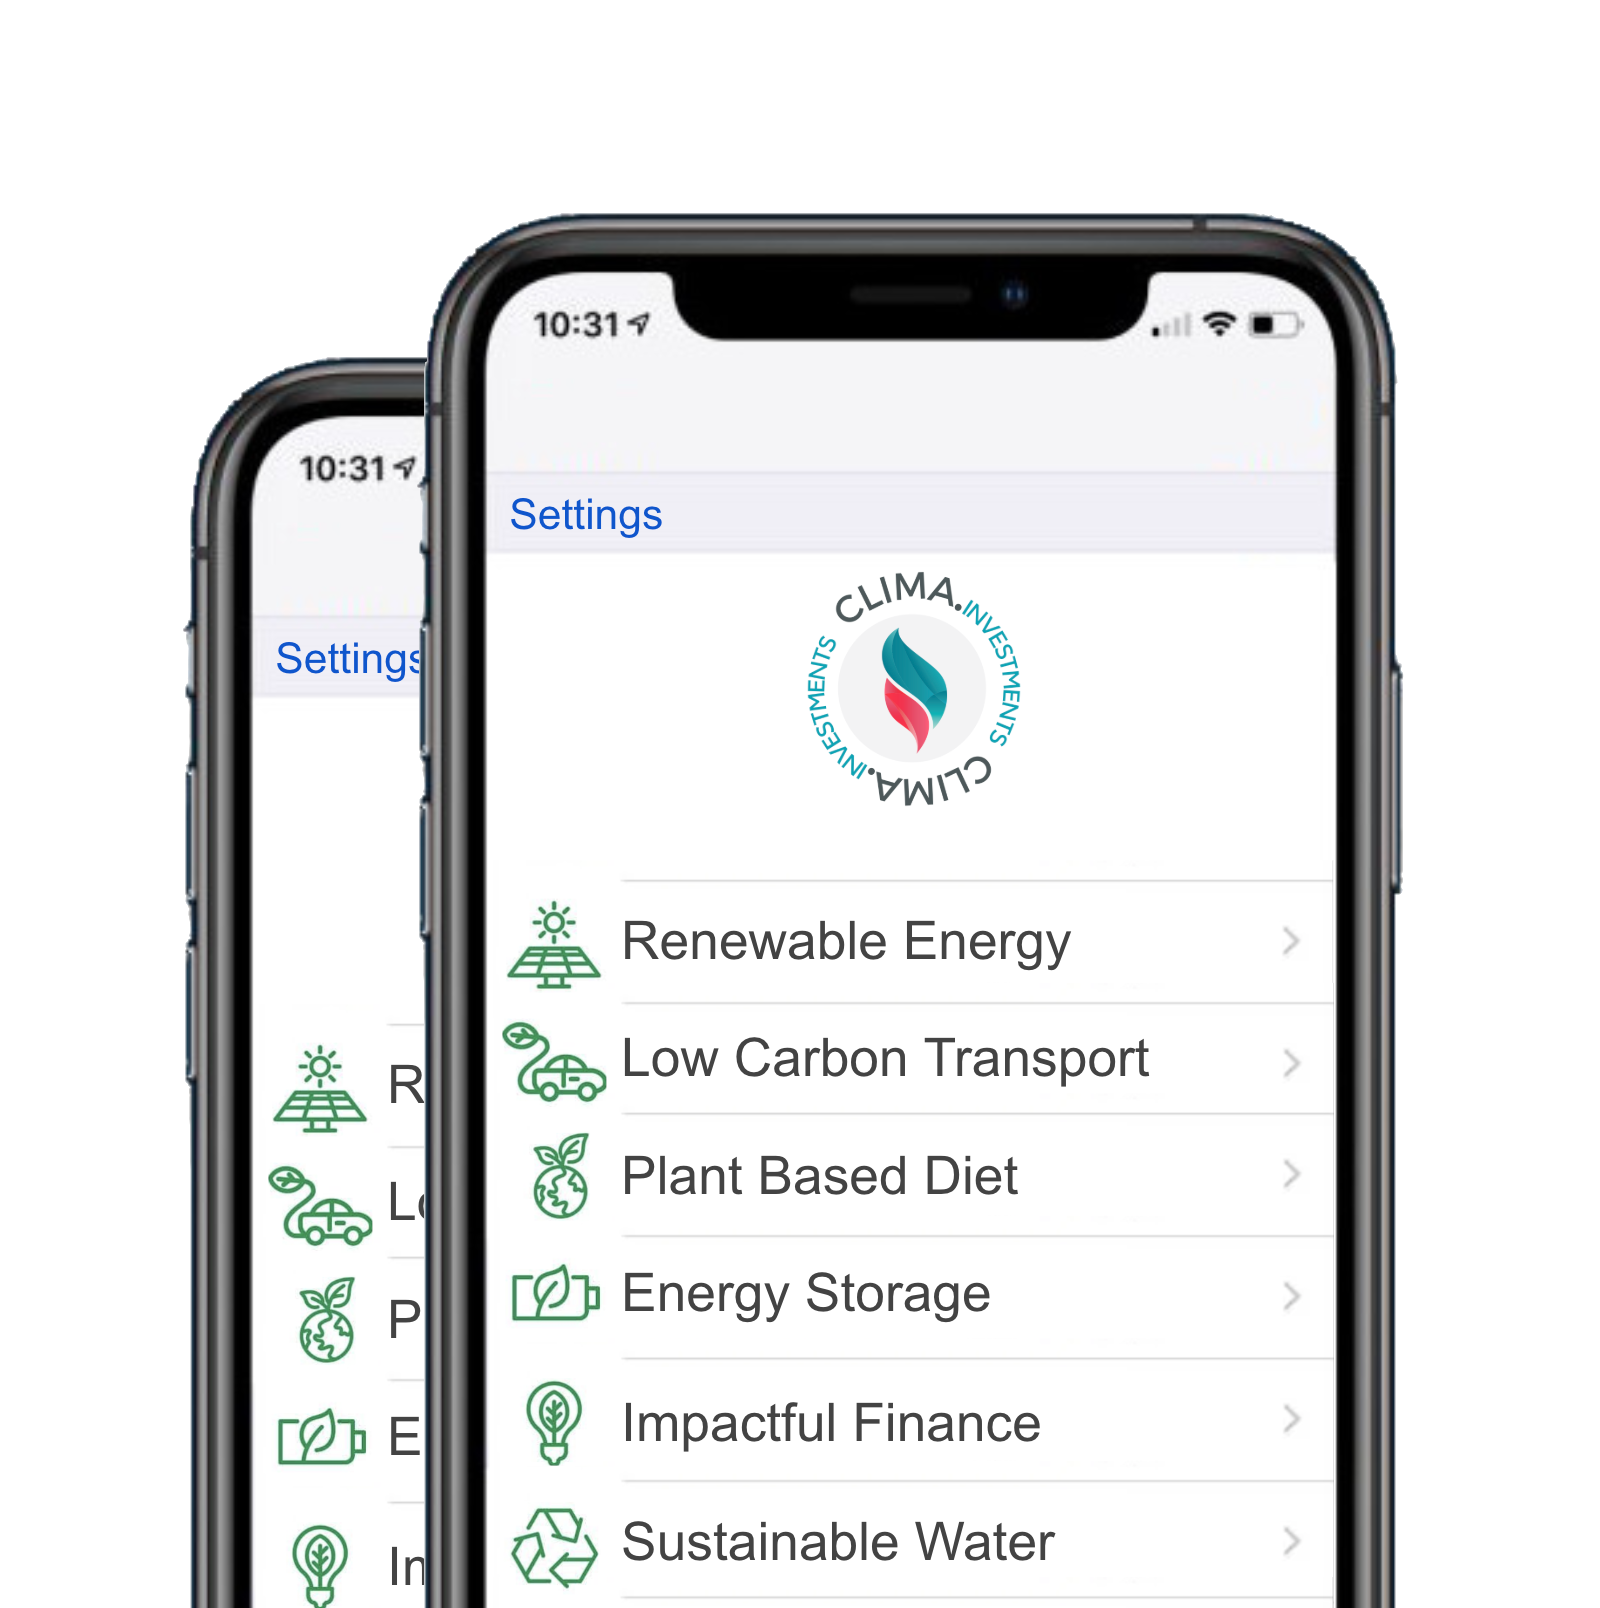 10:31
Settings
CLIMA.INVESTMENTS
CLIMA.INVESTMENTS
Renewable Energy
Low Carbon Transport
Plant Based Diet
Energy Storage
Impactful Finance
Sustainable Water
10:31
Settings
R
Lo
P
E
In